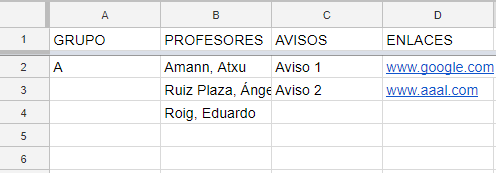 A B C D
1 GRUPO PROFESORES AVISOS ENLACES
2 A Amann, Atxu Aviso 1 www.google.com
3 Ruiz Plaza, Ánge Aviso 2 www.aaal.com
4 Roig, Eduardo
5
6